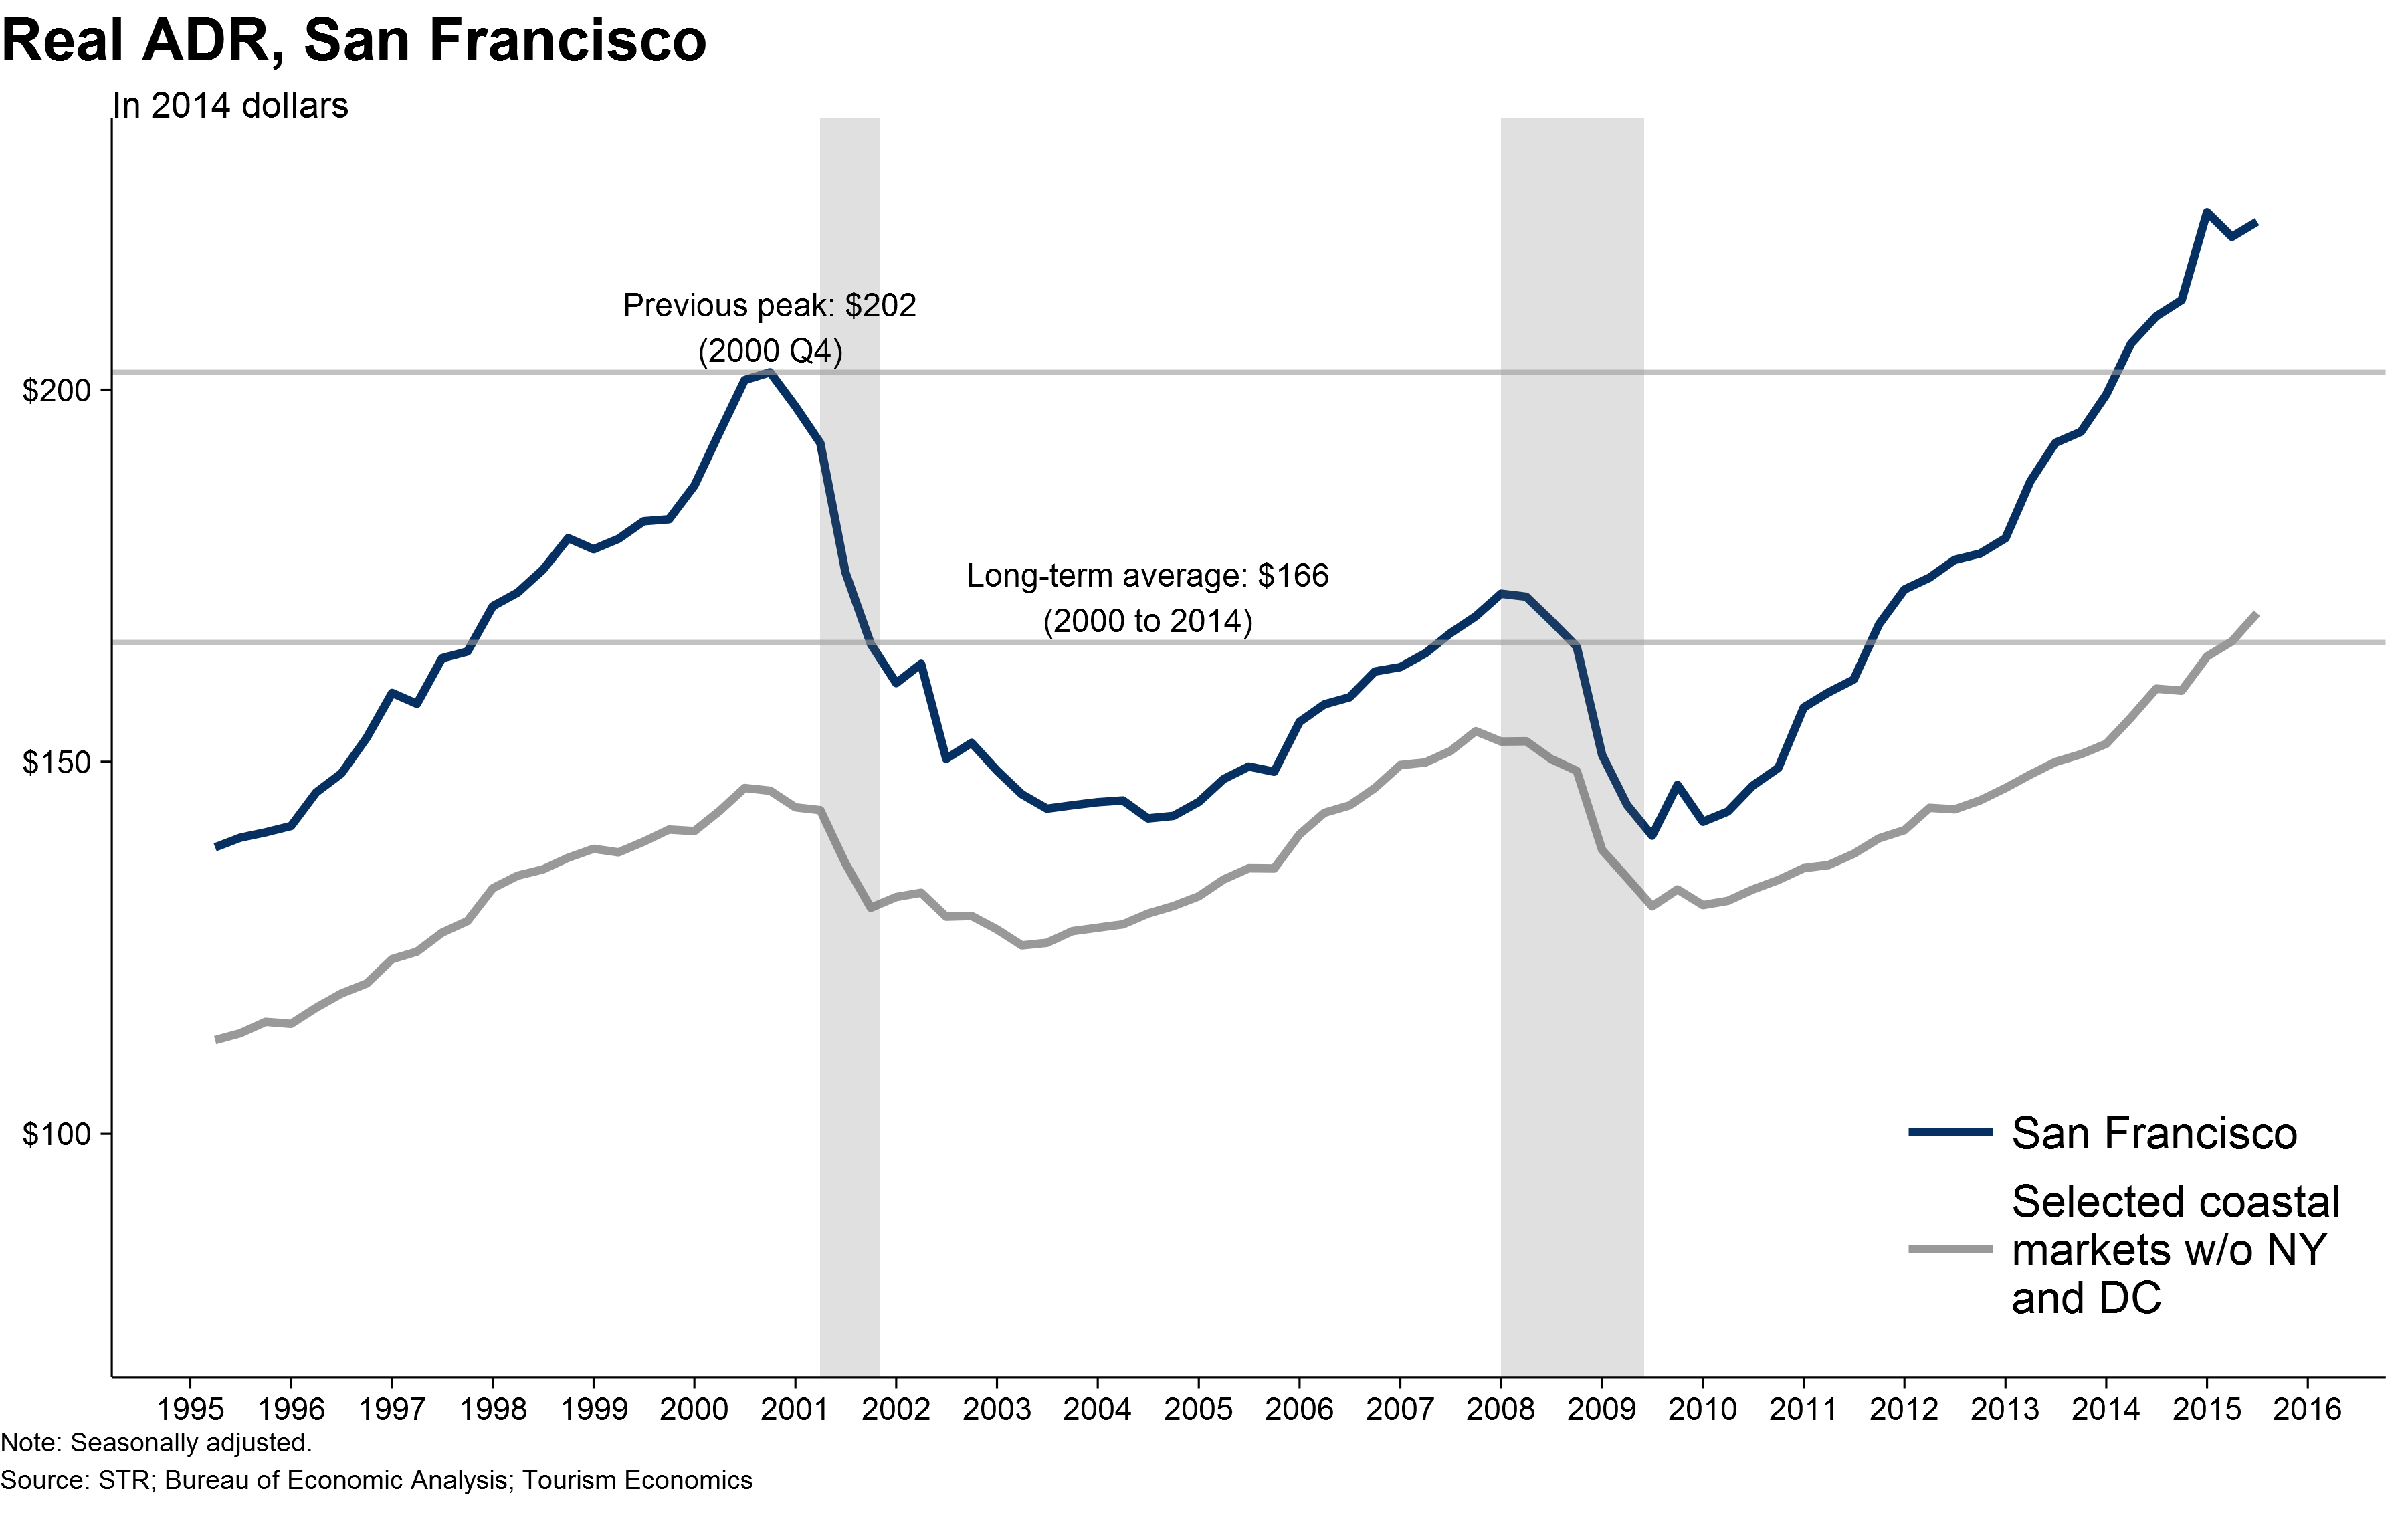 Real ADR, San Francisco
In 2014 dollars
Previous peak: $202
(2000 Q4)
$200
Long-term average: $166
(2000 to 2014)
$150
$100
San Francisco
Selected coastal
markets w/o NY
and DC
1995 1996 1997 1998 1999 2000 2001 2002 2003 2004 2005 2006 2007 2008 2009 2010 2011 2012 2013 2014 2015 2016
Note: Seasonally adjusted.
Source: STR; Bureau of Economic Analysis; Tourism Economics